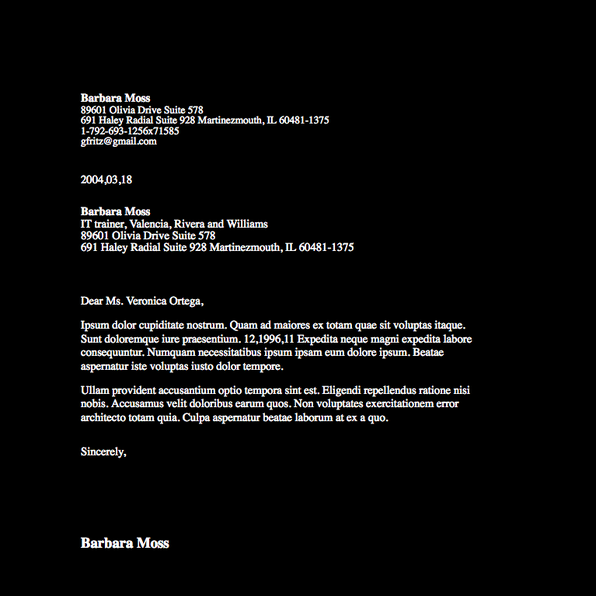 Barbara Moss
89601 Olivia Drive Suite 578
691 Haley Radial Suite 928 Martinezmouth, IL 60481-1375
1-792-693-1256x71585
gfritz@gmail.com
2004,03,18
Barbara Moss
IT trainer, Valencia, Rivera and Williams
89601 Olivia Drive Suite 578
691 Haley Radial Suite 928 Martinezmouth, IL 60481-1375
Dear Ms. Veronica Ortega,
Ipsum dolor cupiditate nostrum. Quam ad maiores ex totam quae sit voluptas itaque.
Sunt doloremque iure praesentium. 12,1996,11 Expedita neque magni expedita labore
consequuntur. Numquam necessitatibus ipsum ipsam eum dolore ipsum. Beatae
aspernatur iste voluptas iusto dolor tempore.
Ullam provident accusantium optio tempora sint est. Eligendi repellendus ratione nisi
nobis. Accusamus velit doloribus earum quos. Non voluptates exercitationem error
architecto totam quia. Culpa aspernatur beatae laborum at ex a quo.
Sincerely,
Barbara Moss